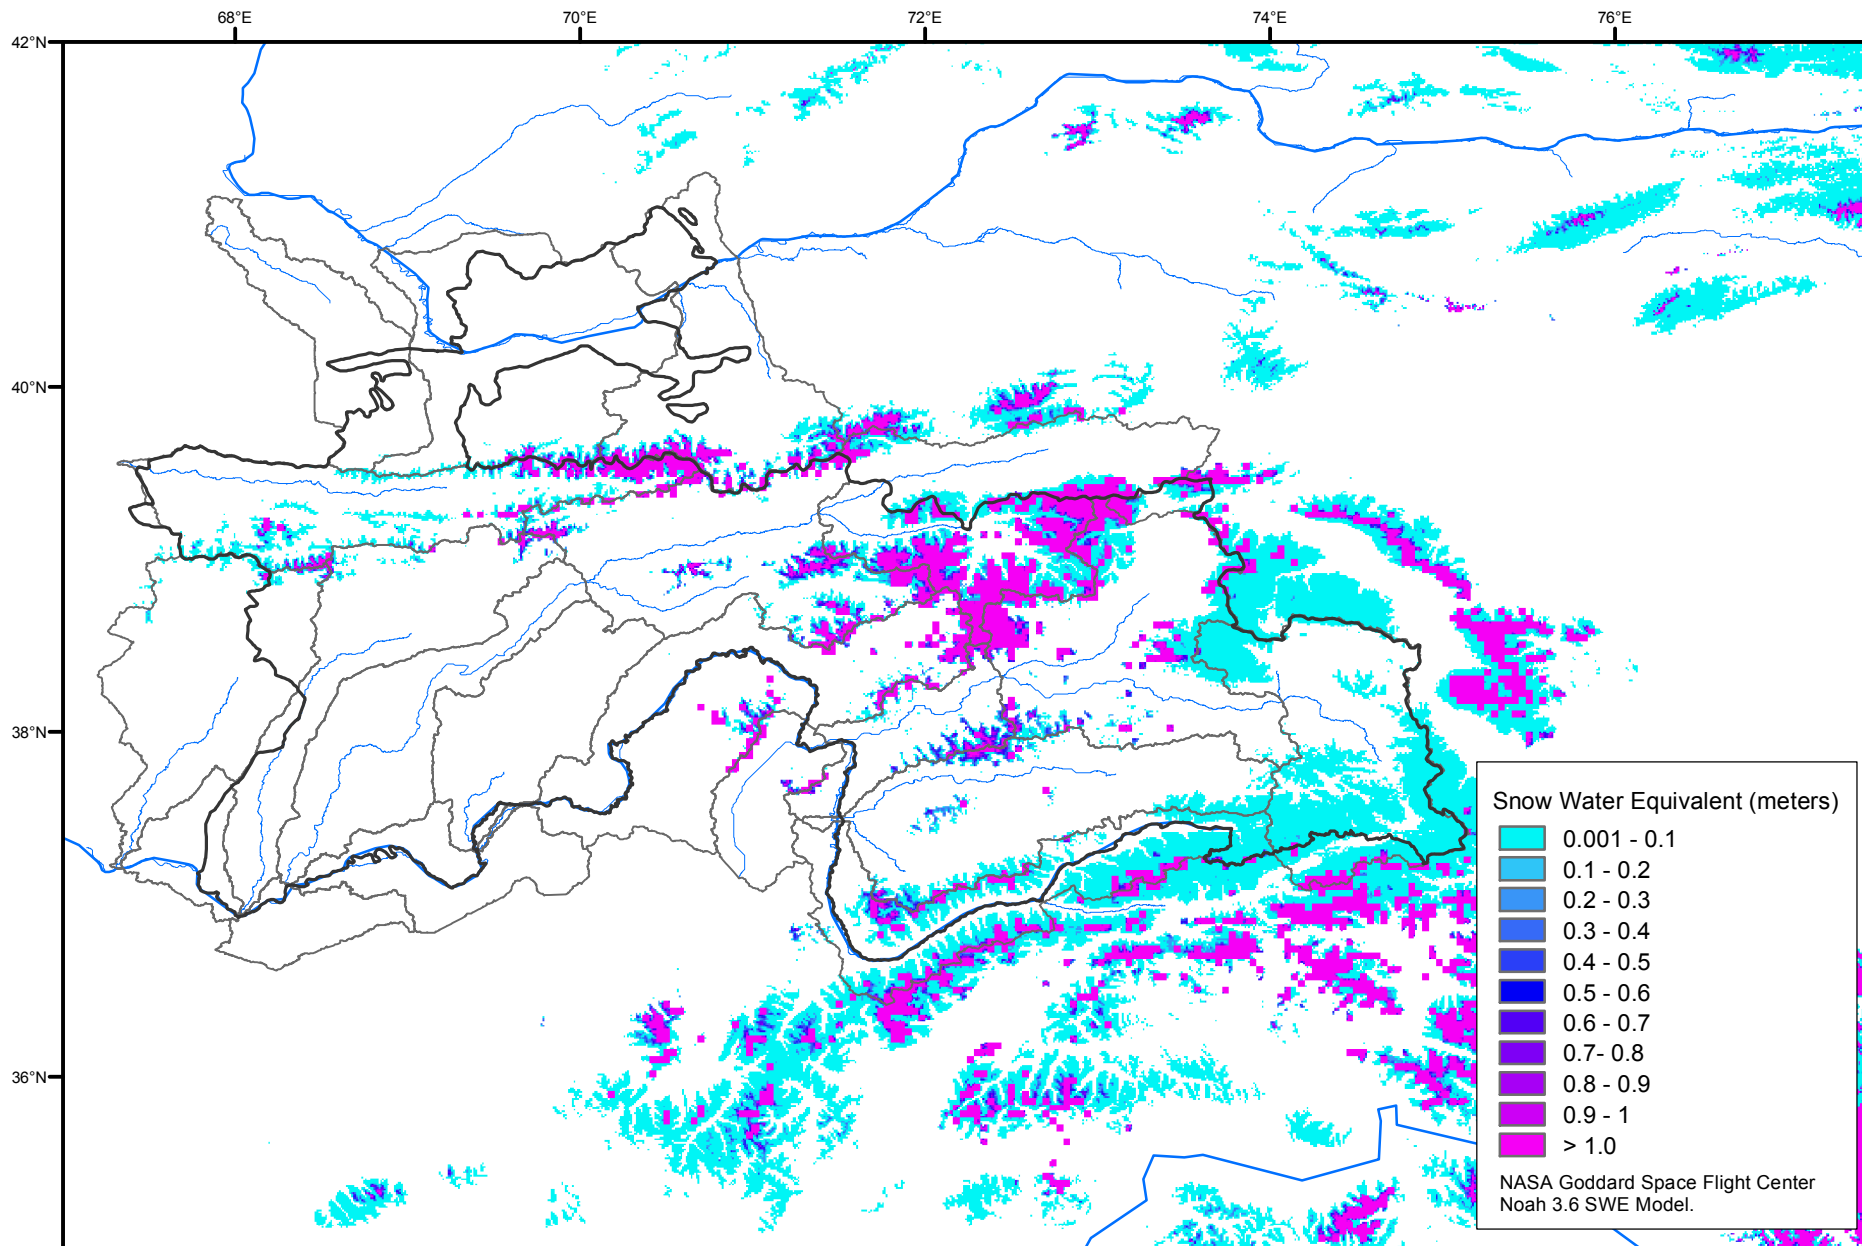 68°E 70°E 72°E 74°E 76°E
42°N
40°N
38°N
36°N
Snow Water Equivalent (meters)
0.001 - 0.1
0.1 - 0.2
0.2 - 0.3
0.3 - 0.4
0.4 - 0.5
0.5 - 0.6
0.6 - 0.7
0.7- 0.8
0.8 - 0.9
0.9 - 1
> 1.0
NASA Goddard Space Flight Center
Noah 3.6 SWE Model.